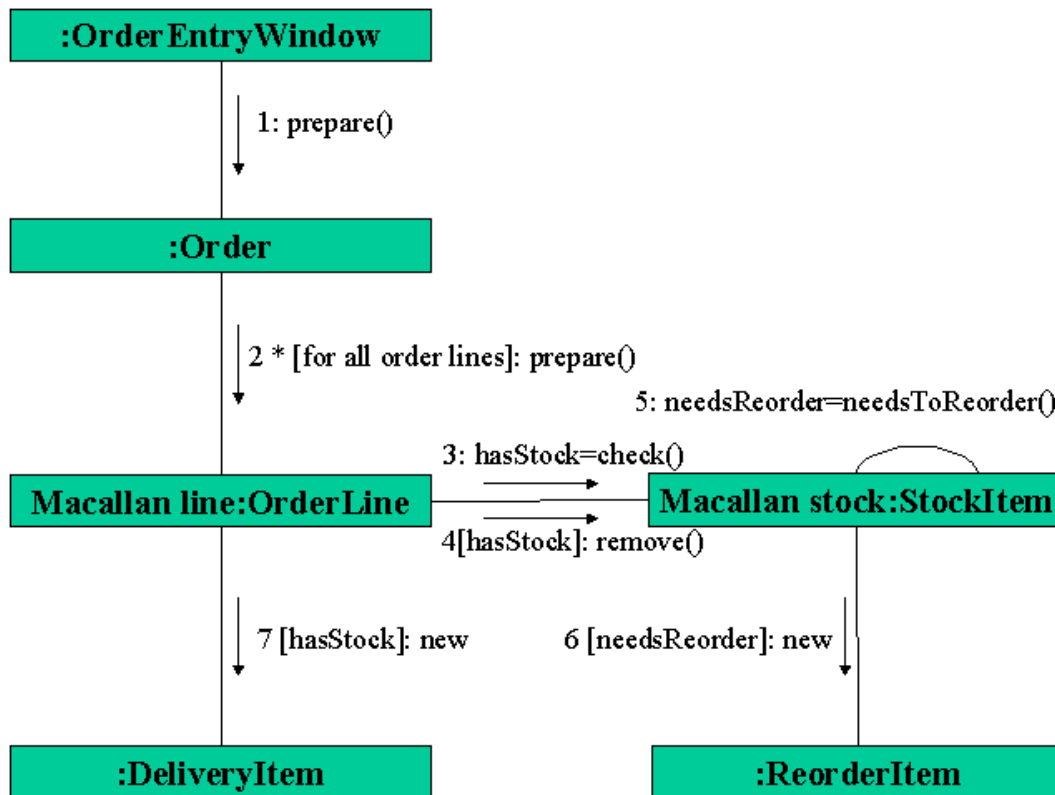 :OrderEntryWindow
1: prepare()
:Order
2 * [for all order lines]: prepare()
5: needsReorder=needsToReorder()
3: hasStock=check()
Macallan line:OrderLine
Macallan stock:StockItem
4[hasStock]: remove()
7 [hasStock]: new
6 [needsReorder]: new
:DeliveryItem
:ReorderItem